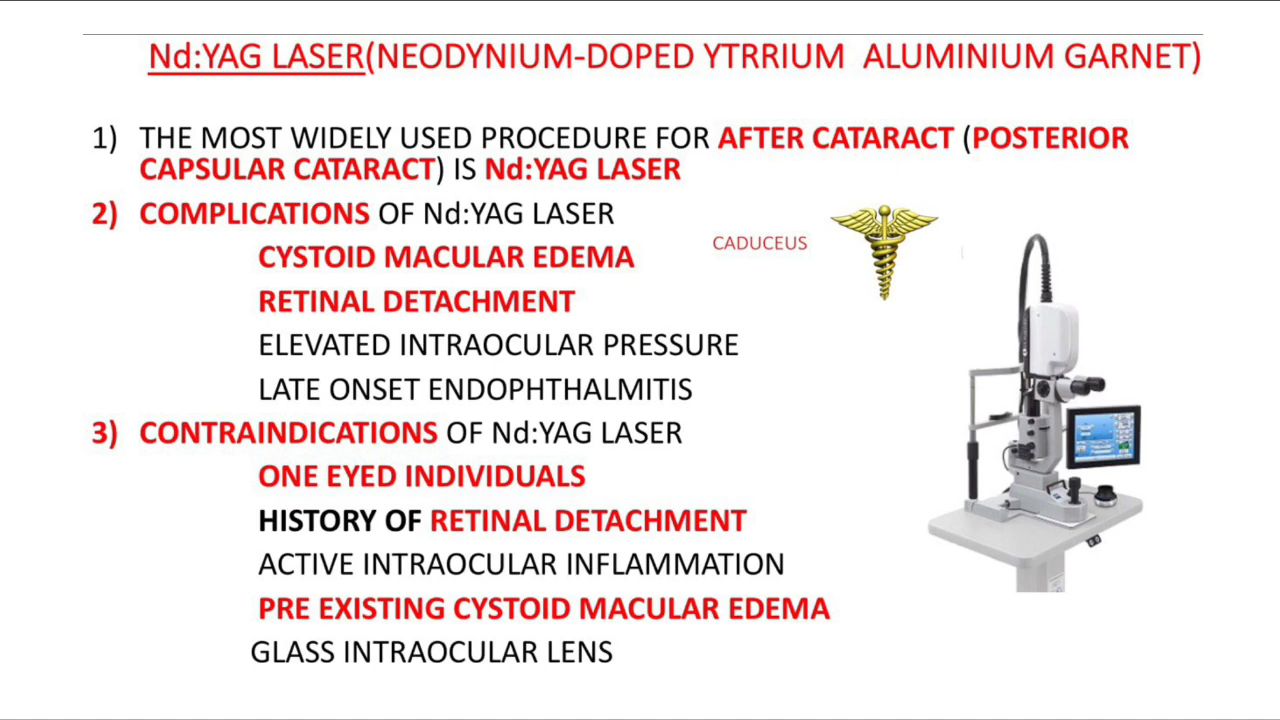 Nd:YAG LASER(NEODYNIUM-DOPED YTRRIUM ALUMINIUM GARNET)
1) THE MOST WIDELY USED PROCEDURE FOR AFTER CATARACT (POSTERIOR
CAPSULAR CATARACT) IS Nd:YAG LASER
2) COMPLICATIONS OF Nd:YAG LASER
CADUCEUS
CYSTOID MACULAR EDEMA
RETINAL DETACHMENT
ELEVATED INTRAOCULAR PRESSURE
LATE ONSET ENDOPHTHALMITIS
3) CONTRAINDICATIONS OF Nd:YAG LASER
ONE EYED INDIVIDUALS
HISTORY OF RETINAL DETACHMENT
ACTIVE INTRAOCULAR INFLAMMATION
PRE EXISTING CYSTOID MACULAR EDEMA
GLASS INTRAOCULAR LENS